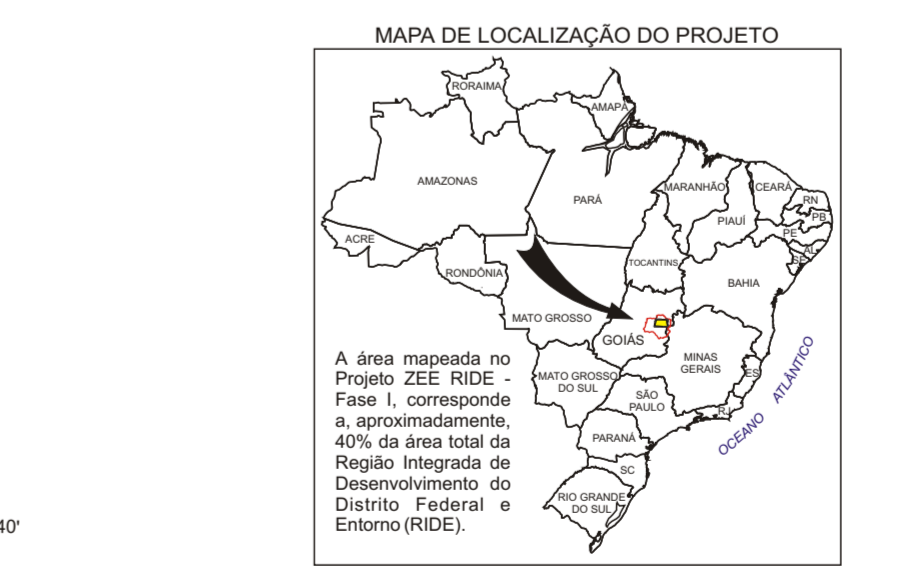 MAPA DE LOCALIZAÇÃO DO PROJETO
RORAIMA
AMAPÁ
AMAZONAS
PARÁ
MARANHÃO
CEARÁ
RN
PB
PIAUÍ
PE
AL
SE
ACRE
RONDÔNIA
TOCANTINS
BAHIA
MATO GROSSO
GOIÁS
MINAS
GERAIS
ES
MATO GROSSO
DO SUL
SÃO
PAULO
RJ
PARANÁ
SC
RIO GRANDE
DO SUL
OCEANO ATLÂNTICO
A área mapeada no
Projeto ZEE RIDE -
Fase I, corresponde
a, aproximadamente,
40% da área total da
Região Integrada de
Desenvolvimento do
Distrito Federal e
Entorno (RIDE).
40'